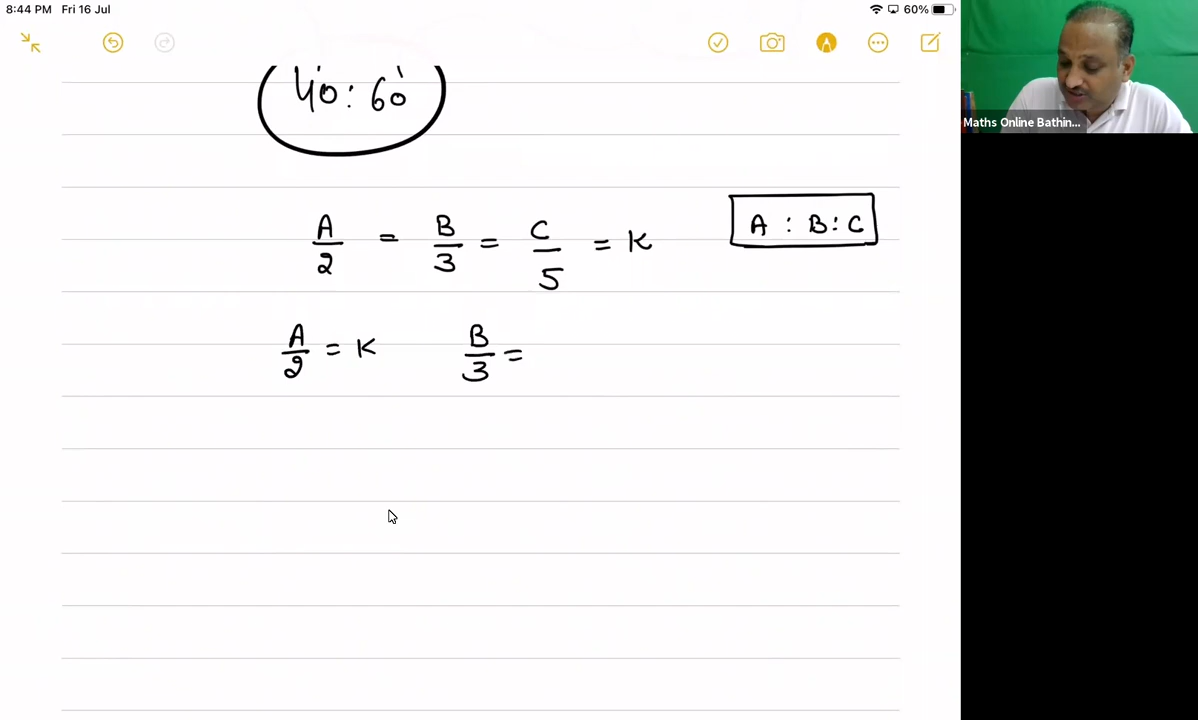 8:44 PM Fri 16 Jul
60%
40 : 60
Maths Online Bathin...
A/2 = B/3 = C/5 = K
A : B : C
A/2 = K B/3 =